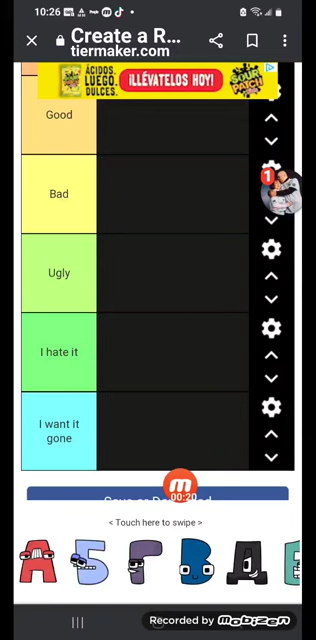 10:26
Create a R...
tiermaker.com
ÁCIDOS.
LUEGO.
DULCES.
¡LLÉVATELOS HOY!
SOUR
PATCH
Good
Bad
1
Ugly
I hate it
I want it
gone
00:20
< Touch here to swipe >
А Б Г В Д
Recorded by mobizen